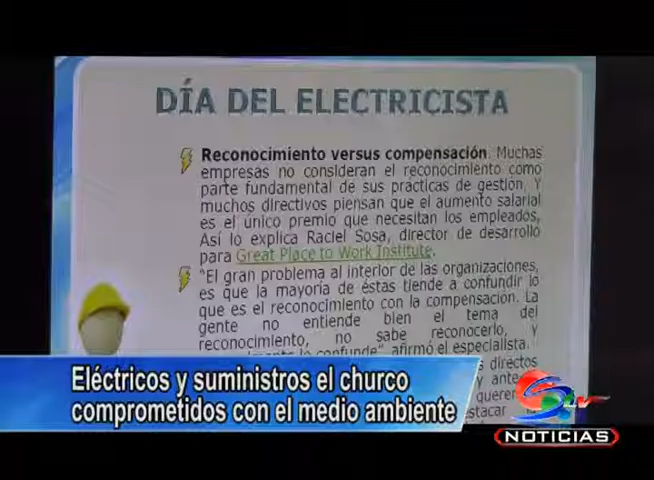 DÍA DEL ELECTRICISTA
Reconocimiento versus compensación. Muchas
empresas no consideran el reconocimiento como
parte fundamental de sus prácticas de gestión. Y
muchos directivos piensan que el aumento salarial
es el único premio que necesitan los empleados,
Así lo explica Raciel Sosa, director de desarrollo
para Great Place to Work Institute.
"El gran problema al interior de las organizaciones,
es que la mayoría de éstas tiende a confundir lo
que es el reconocimiento con la compensación. La
gente no entiende bien el tema del
reconocimiento, no sabe reconocerlo, y
lo confunde" afirmó el especialista.
directos
y ante
querer
Eléctricos y suministros el churco
comprometidos con el medio ambiente
NOTICIAS